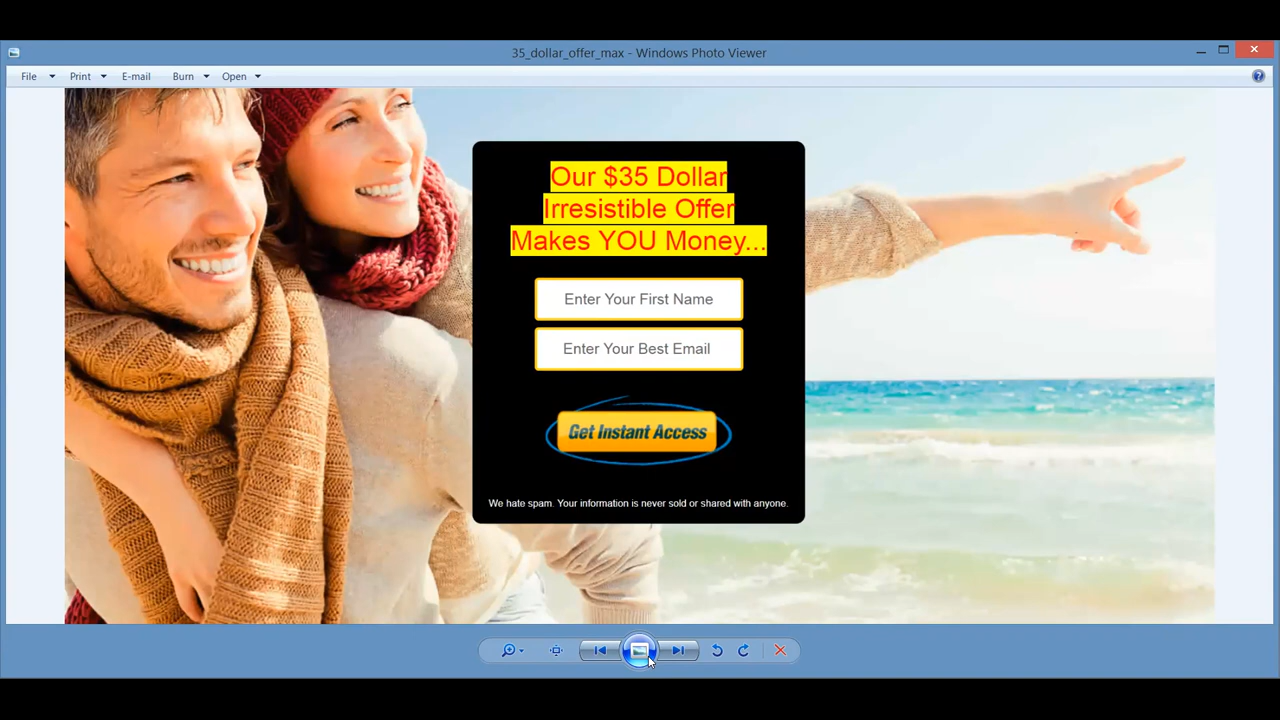 35_dollar_offer_max - Windows Photo Viewer
File Print E-mail Burn Open
Our $35 Dollar
Irresistible Offer
Makes YOU Money...
Enter Your First Name
Enter Your Best Email
Get Instant Access
We hate spam. Your information is never sold or shared with anyone.